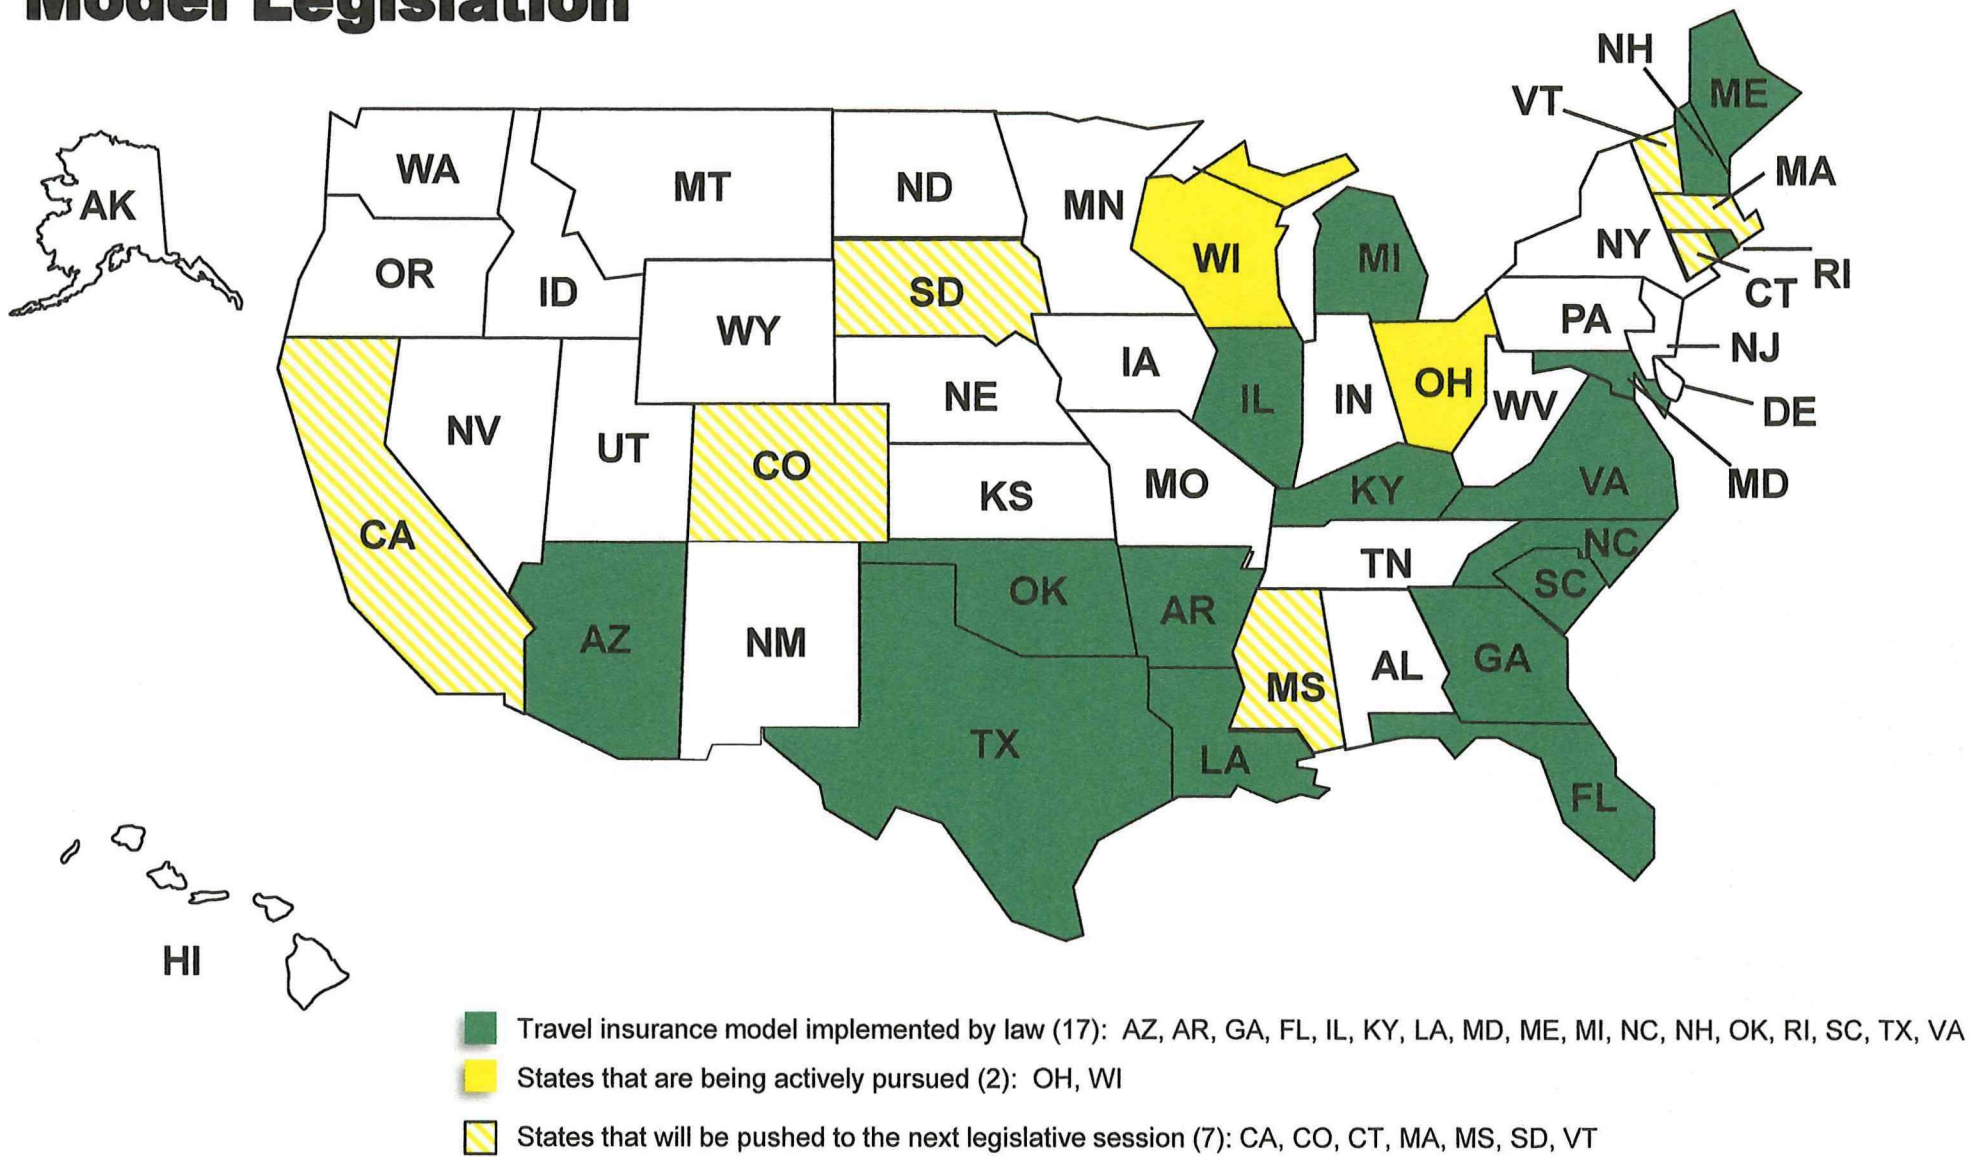 Model Legislation
NH
ME
VT
WA
MT
ND
MN
MA
AK
NY
OR
ID
SD
WI
MI
RI
CT
WY
PA
NJ
IA
NE
IL
IN
OH
WV
DE
NV
UT
CO
KS
MO
KY
VA
MD
CA
TN
NC
SC
OK
AR
AZ
NM
MS
AL
GA
TX
LA
FL
HI
Travel insurance model implemented by law (17): AZ, AR, GA, FL, IL, KY, LA, MD, ME, MI, NC, NH, OK, RI, SC, TX, VA
States that are being actively pursued (2): OH, WI
States that will be pushed to the next legislative session (7): CA, CO, CT, MA, MS, SD, VT